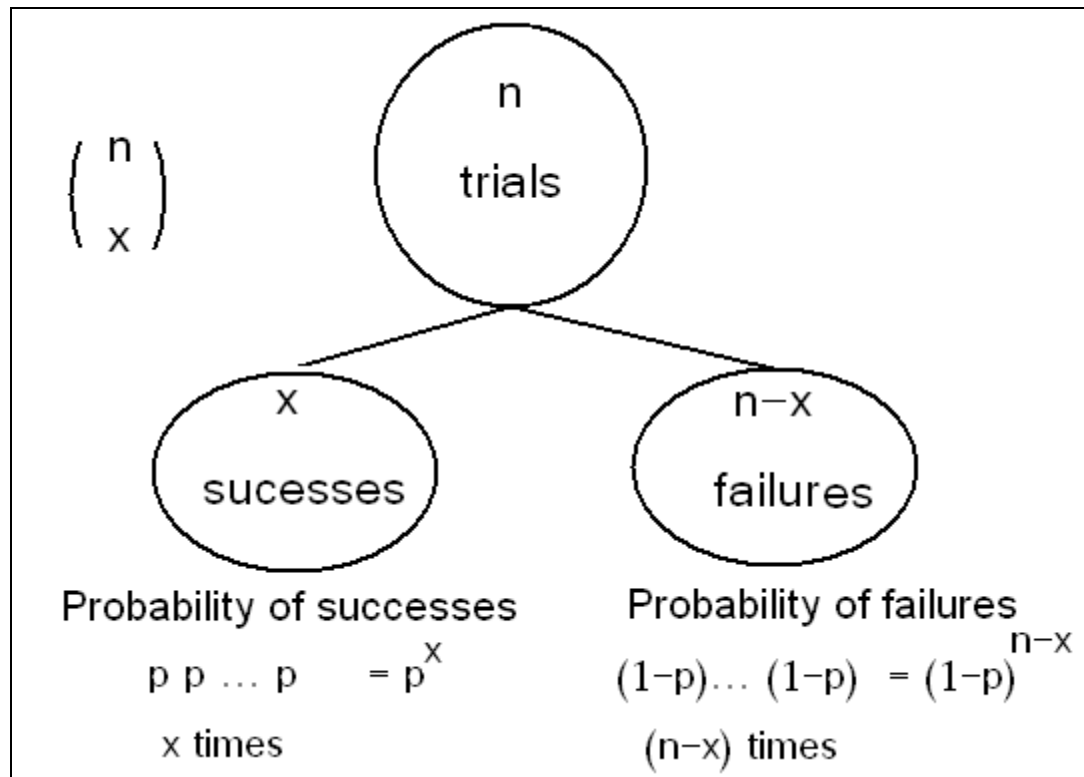 n
trials
( n
x )
x
sucesses
n−x
failures
Probability of successes
p p ... p = p^x
x times
Probability of failures
(1−p)... (1−p) = (1−p)^n−x
(n−x) times